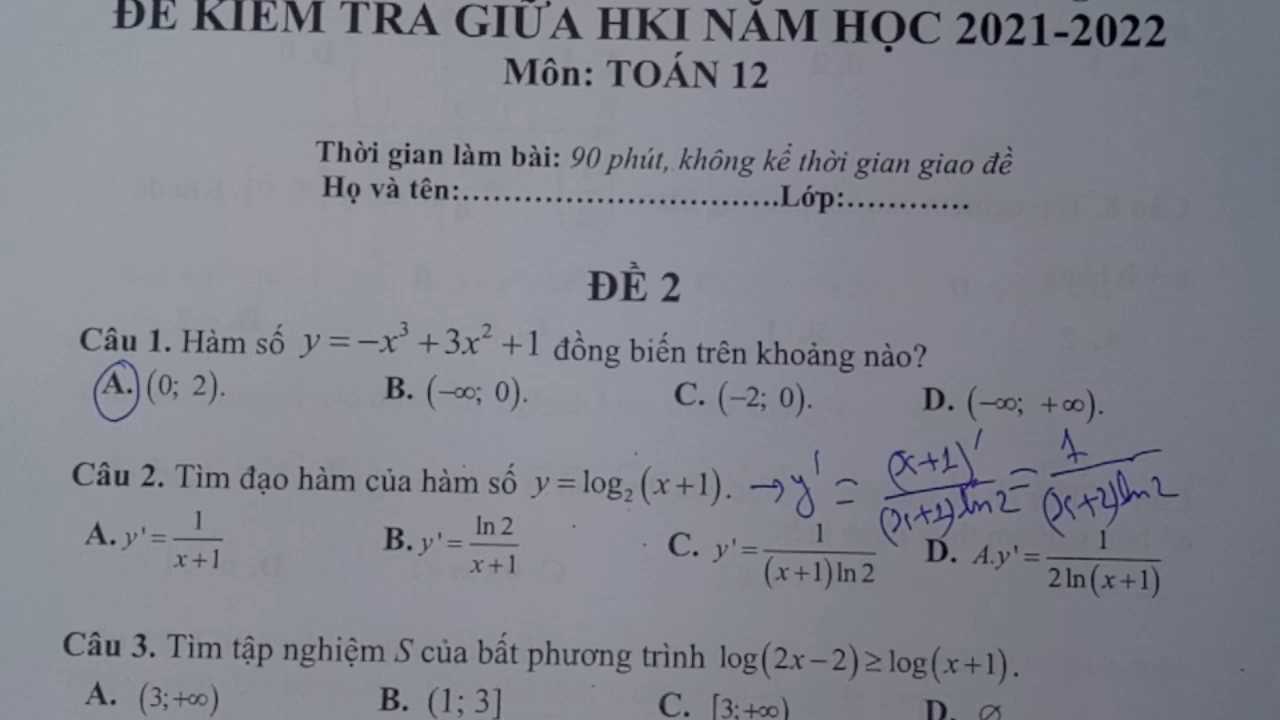 ĐỀ KIỂM TRA GIỮA HKI NĂM HỌC 2021-2022
Môn: TOÁN 12
Thời gian làm bài: 90 phút, không kể thời gian giao đề
Họ và tên:................................Lớp:.............
ĐỀ 2
Câu 1. Hàm số y = −x³ + 3x² + 1 đồng biến trên khoảng nào?
A. (0; 2). B. (−∞; 0). C. (−2; 0). D. (−∞; +∞).
Câu 2. Tìm đạo hàm của hàm số y = log₂(x+1). → y' = (x+1)'/((x+1)ln2) = 1/((x+1)ln2)
A. y' = 1/(x+1) B. y' = ln 2/(x+1) C. y' = 1/((x+1)ln 2) D. A.y' = 1/(2ln(x+1))
Câu 3. Tìm tập nghiệm S của bất phương trình log(2x−2) ≥ log(x+1).
A. (3;+∞) B. (1; 3] C. [3;+∞) D. ∅